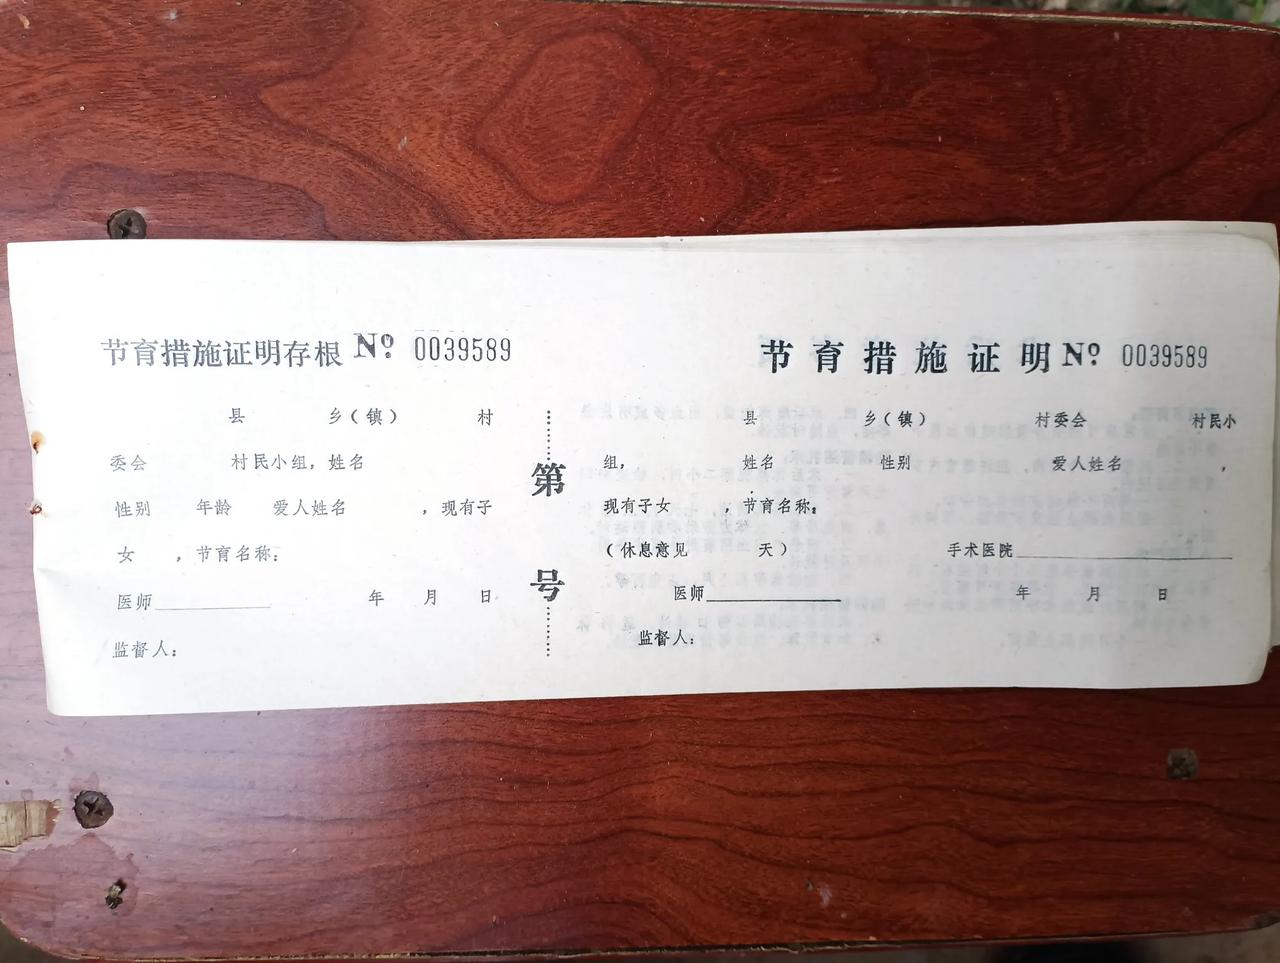 节育措施证明存根 Nº 0039589
县 乡(镇) 村
委会 村民小组，姓名
性别 年龄 爱人姓名 ，现有子
女 ，节育名称：
医师 年 月 日
监督人：
第
号
节育措施证明 Nº 0039589
县 乡(镇) 村委会 村民小
组， 姓名 性别 爱人姓名 ，
现有子女 ，节育名称：
(休息意见 天) 手术医院
医师 年 月 日
监督人：